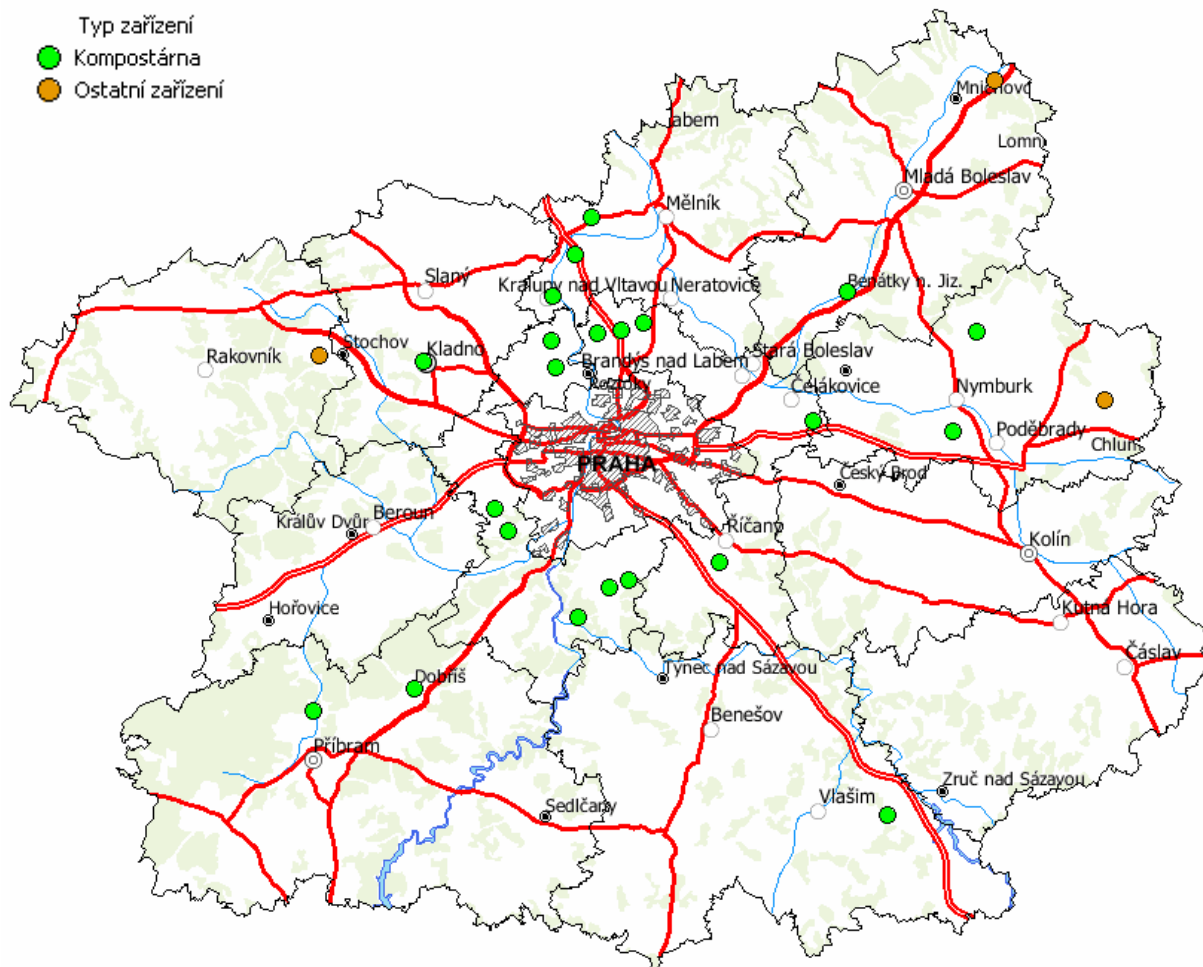 Typ zařízení
Kompostárna
Ostatní zařízení
Mnichovo
Labem
Lomn
Mladá Boleslav
Mělník
Slaný
Kralupy nad Vltavou
Neratovice
Benátky n. Jiz.
Rakovník
Stochov
Kladno
Brandýs nad Labem
Stará Boleslav
Roztoky
Čelákovice
Nymburk
Poděbrady
Chlum
PRAHA
Český Brod
Králův Dvůr
Beroun
Říčany
Kolín
Hořovice
Kutná Hora
Čáslav
Týnec nad Sázavou
Dobříš
Benešov
Příbram
Zruč nad Sázavou
Sedlčany
Vlašim